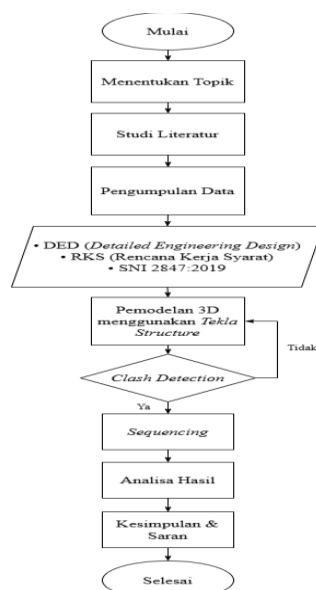 Mulai
Menentukan Topik
Studi Literatur
Pengumpulan Data
• DED (Detailed Engineering Design)
• RKS (Rencana Kerja Syarat)
• SNI 2847:2019
Pemodelan 3D
menggunakan Tekla
Structure
Tidak
Clash Detection
Ya
Sequencing
Analisa Hasil
Kesimpulan &
Saran
Selesai